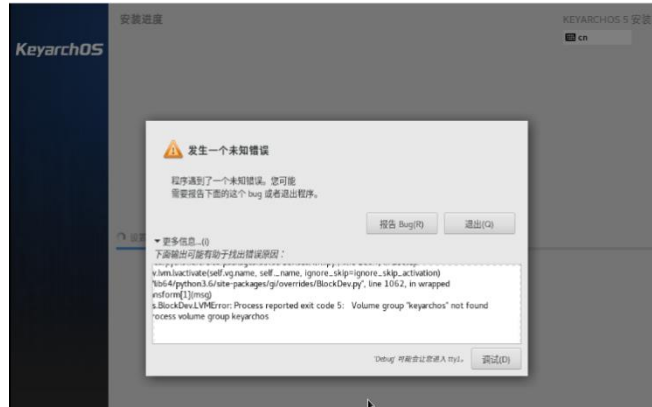 安装进度
KEYARCHOS 5 安装
KeyarchOS
cn
发生一个未知错误
程序遇到了一个未知错误。您可能
需要报告下面的这个 bug 或者退出程序。
报告 Bug(R)
退出(Q)
更多信息...(i)
下面输出可能有助于找出错误原因：
v.lvm.lvactivate(self.vg.name, self._name, ignore_skip=ignore_skip_activation)
'lib64/python3.6/site-packages/gi/overrides/BlockDev.py", line 1062, in wrapped
nsform[1](msg)
s.BlockDev.LVMError: Process reported exit code 5: Volume group "keyarchos" not found
rocess volume group keyarchos
'Debug' 可能会让您进入 tty1。
调试(D)